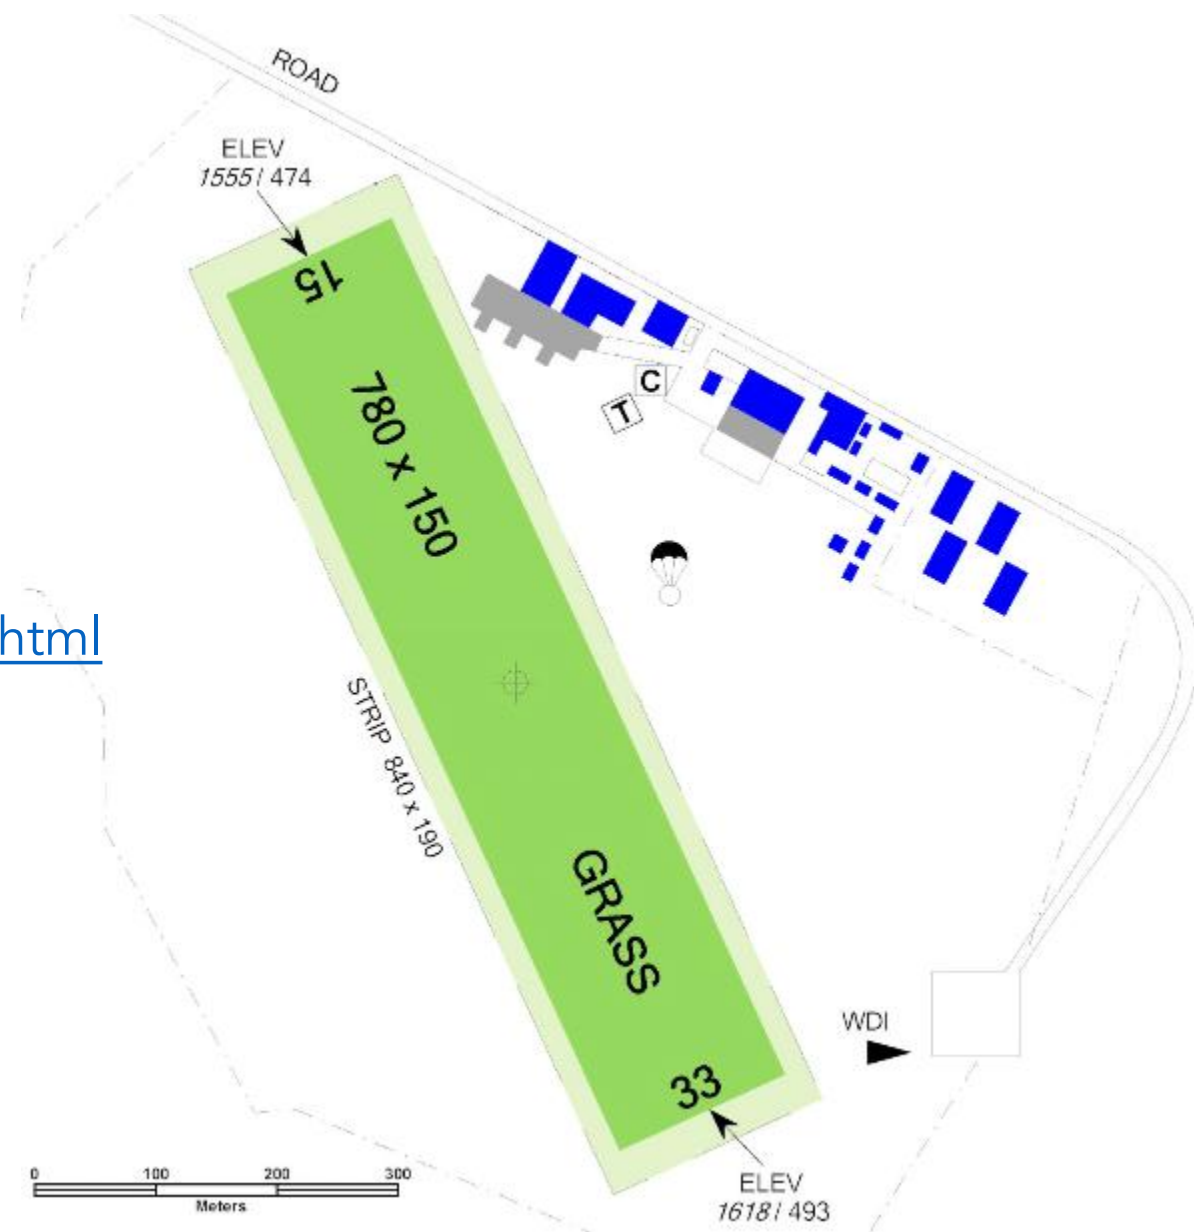 ROAD
ELEV
1555 / 474
15
780 x 150
C
T
html
STRIP 840 x 190
GRASS
WDI
33
0 100 200 300
Meters
ELEV
1618 / 493